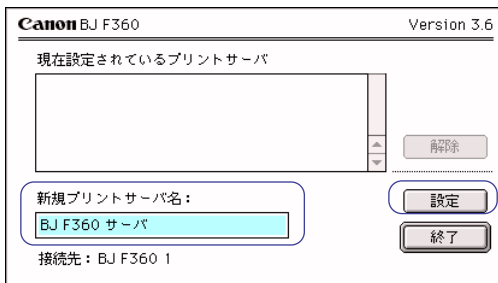 Canon BJ F360 Version 3.6
現在設定されているプリントサーバ
解除
新規プリントサーバ名:
設定
BJ F360 サーバ
終了
接続先:BJ F360 1